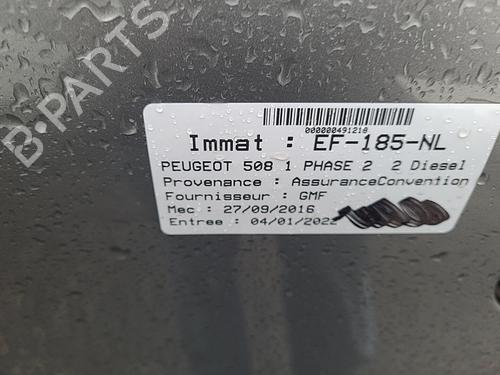 B-PARTS
000000491218
Immat : EF-185-NL
PEUGEOT 508 1 PHASE 2 2 Diesel
Provenance : AssuranceConvention
Fournisseur : GMF
Mec : 27/09/2016
Entree : 04/01/2022